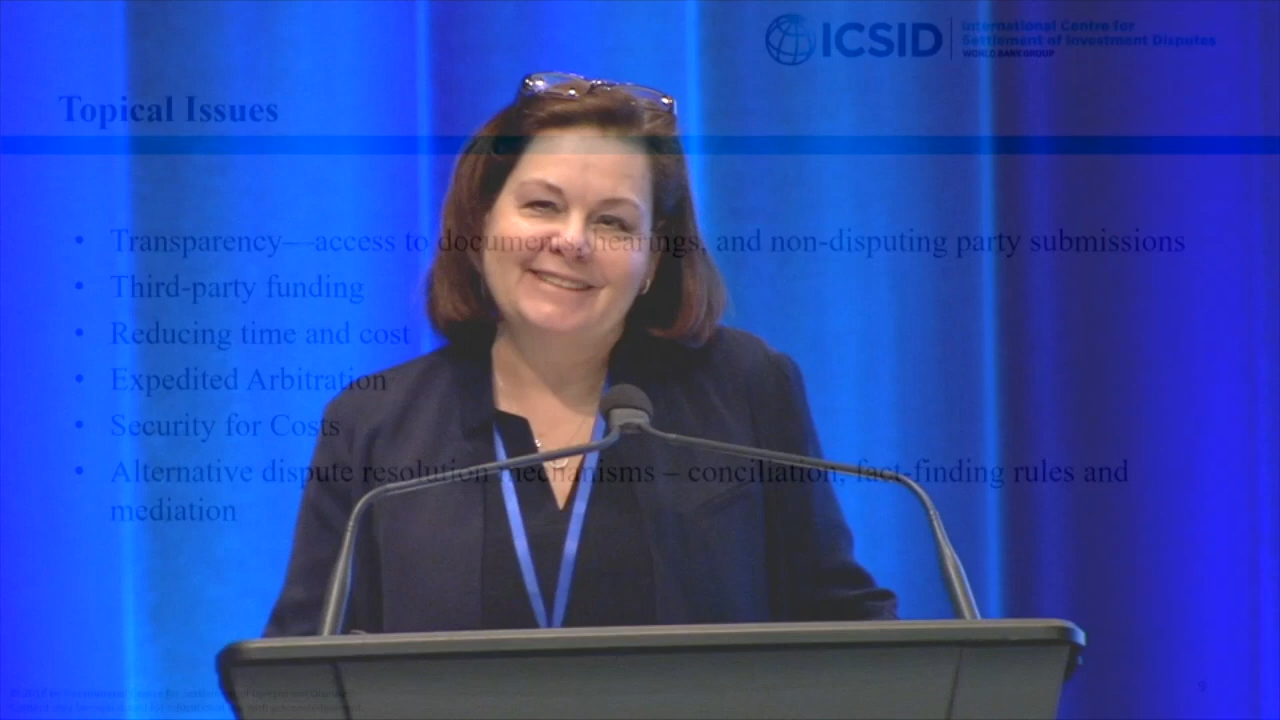 ICSID
International Centre for
Settlement of Investment Disputes
WORLD BANK GROUP
Topical Issues
• Transparency—access to documents, hearings, and non-disputing party submissions
• Third-party funding
• Reducing time and cost
• Expedited Arbitration
• Security for Costs
• Alternative dispute resolution mechanisms – conciliation, fact-finding rules and
mediation
9